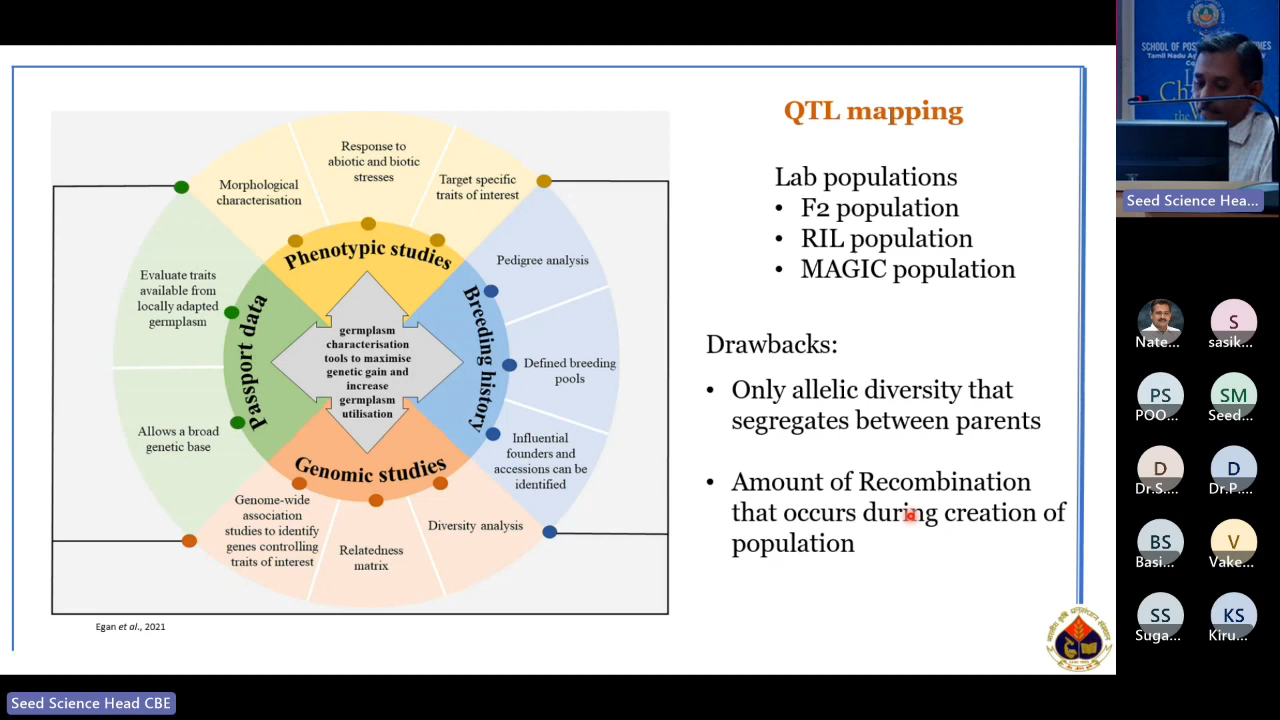 QTL mapping
Lab populations
• F2 population
• RIL population
• MAGIC population
Drawbacks:
• Only allelic diversity that
segregates between parents
• Amount of Recombination
that occurs during creation of
population
Response to
abiotic and biotic
stresses
Morphological
characterisation
Target specific
traits of interest
Phenotypic studies
Evaluate traits
available from
locally adapted
germplasm
Pedigree analysis
Passport data
Breeding history
germplasm
characterisation
tools to maximise
genetic gain and
increase
germplasm
utilisation
Defined breeding
pools
Allows a broad
genetic base
Influential
founders and
accessions can be
identified
Genomic studies
Genome-wide
association
studies to identify
genes controlling
traits of interest
Relatedness
matrix
Diversity analysis
Egan et al., 2021
SCHOOL OF
Tamil Nadu
Seed Science Hea...
Nate...
S
sasik...
PS
POO...
SM
Seed...
D
Dr.S....
D
Dr.P....
BS
Basi...
V
Vake...
SS
Suga...
KS
Kiru...
Seed Science Head CBE